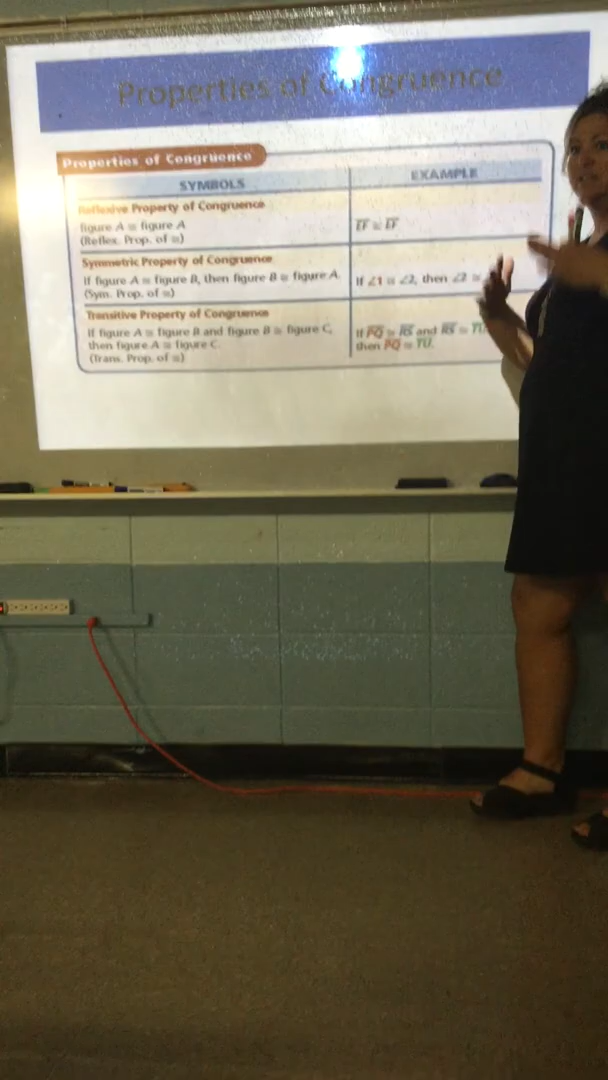 Properties of Congruence
Properties of Congruence
SYMBOLS
EXAMPLE
Reflexive Property of Congruence
figure A ≅ figure A
(Reflex. Prop. of ≅)
EF ≅ EF
Symmetric Property of Congruence
If figure A ≅ figure B, then figure B ≅ figure A.
(Sym. Prop. of ≅)
If ∠1 ≅ ∠2, then ∠2 ≅
Transitive Property of Congruence
If figure A ≅ figure B and figure B ≅ figure C,
then figure A ≅ figure C.
(Trans. Prop. of ≅)
If PQ ≅ RS and RS ≅ TU
then PQ ≅ TU.